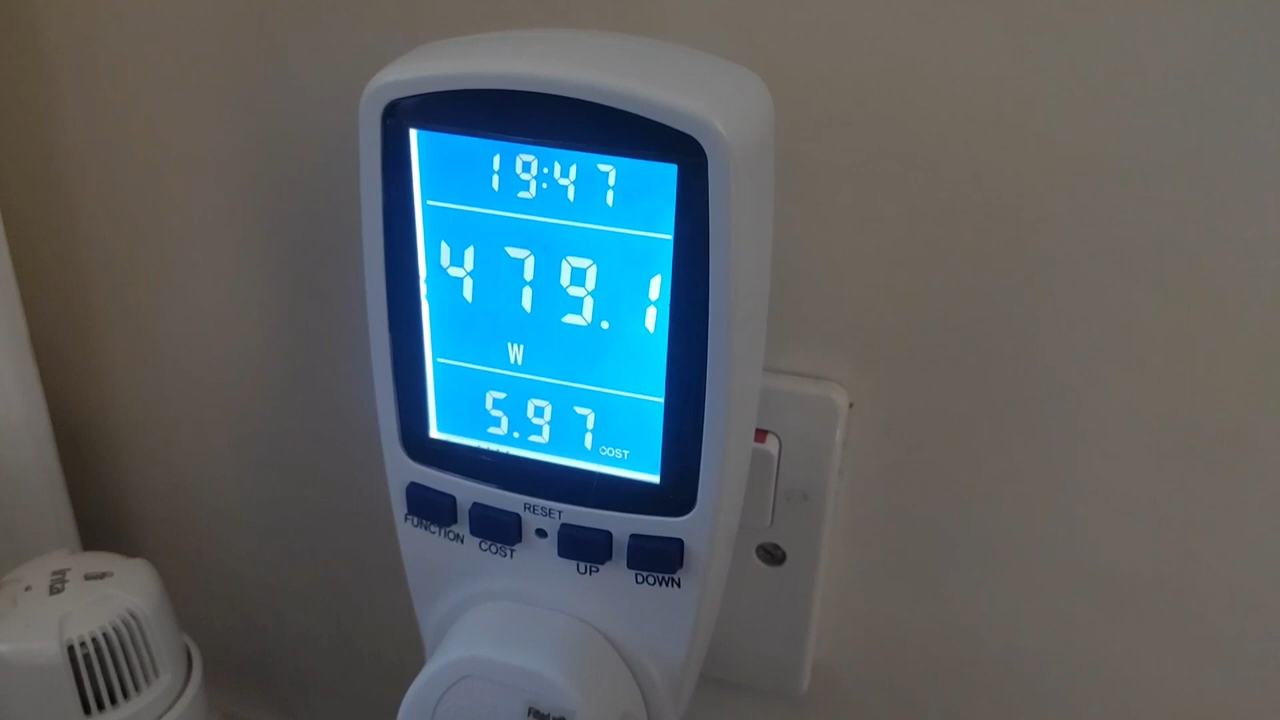 19:47
479.1
W
5.97 COST
RESET
FUNCTION COST UP DOWN